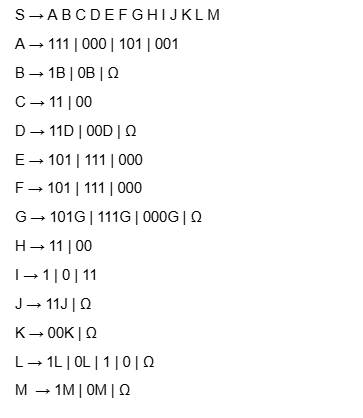 S → A B C D E F G H I J K L M
A → 111 | 000 | 101 | 001
B → 1B | 0B | Ω
C → 11 | 00
D → 11D | 00D | Ω
E → 101 | 111 | 000
F → 101 | 111 | 000
G → 101G | 111G | 000G | Ω
H → 11 | 00
I → 1 | 0 | 11
J → 11J | Ω
K → 00K | Ω
L → 1L | 0L | 1 | 0 | Ω
M → 1M | 0M | Ω